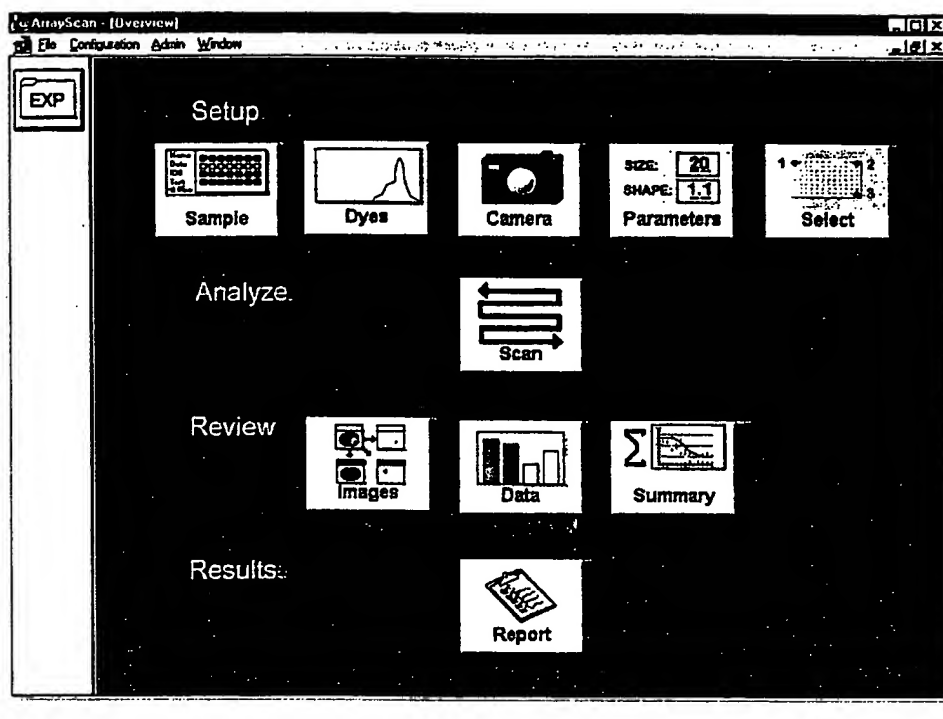 ArrayScan - [Overview]
File Configuration Admin Window
EXP
Setup
SIZE: 20
SHAPE: 1.1
1 2
3
Sample Dyes Camera Parameters Select
Analyze
Scan
Review
Σ
Images Data Summary
Results
Report